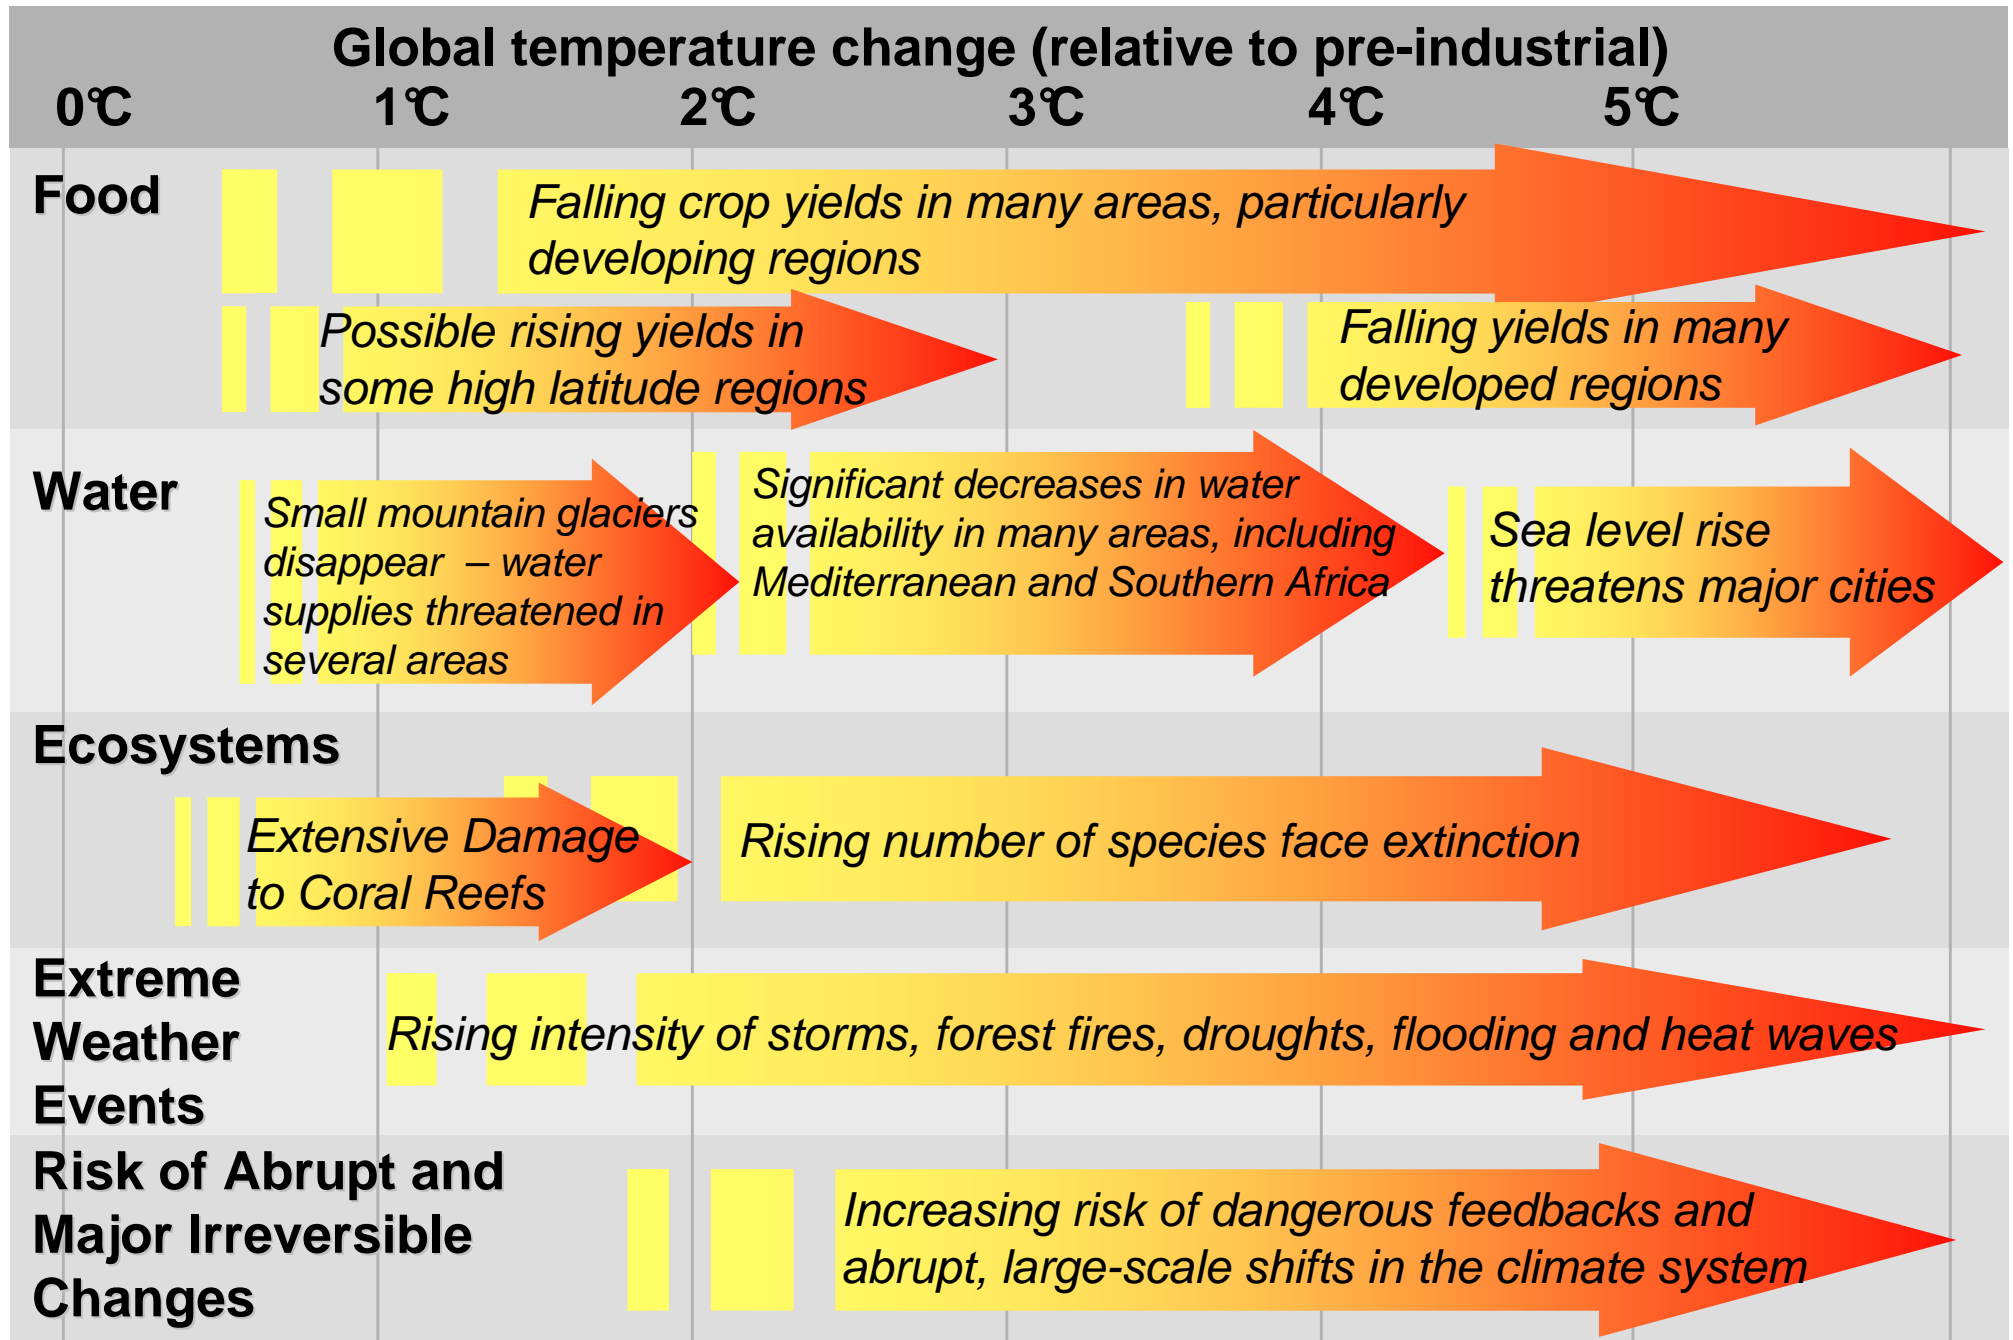 Global temperature change (relative to pre-industrial)
0°C 1°C 2°C 3°C 4°C 5°C
Food
Falling crop yields in many areas, particularly
developing regions
Possible rising yields in
some high latitude regions
Falling yields in many
developed regions
Water
Small mountain glaciers
disappear – water
supplies threatened in
several areas
Significant decreases in water
availability in many areas, including
Mediterranean and Southern Africa
Sea level rise
threatens major cities
Ecosystems
Extensive Damage
to Coral Reefs
Rising number of species face extinction
Extreme
Weather
Events
Rising intensity of storms, forest fires, droughts, flooding and heat waves
Risk of Abrupt and
Major Irreversible
Changes
Increasing risk of dangerous feedbacks and
abrupt, large-scale shifts in the climate system